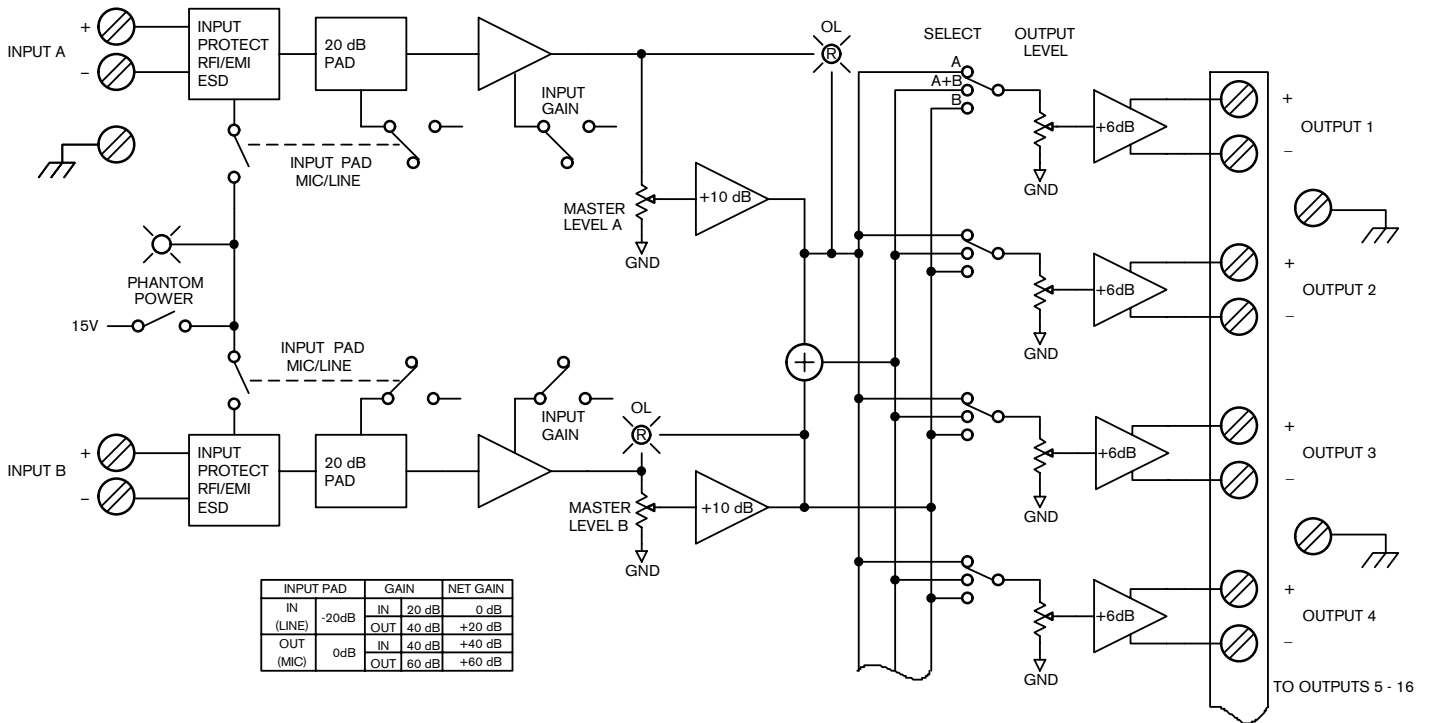 OL
SELECT
OUTPUT
LEVEL
INPUT A
+
−
INPUT
PROTECT
RFI/EMI
ESD
20 dB
PAD
INPUT
GAIN
R
A
A+B
B
+6dB
+
−
OUTPUT 1
INPUT PAD
MIC/LINE
MASTER
LEVEL A
+10 dB
GND
GND
PHANTOM
POWER
15V
+6dB
+
−
OUTPUT 2
GND
INPUT PAD
MIC/LINE
+
INPUT B
+
−
INPUT
PROTECT
RFI/EMI
ESD
20 dB
PAD
INPUT
GAIN
OL
R
MASTER
LEVEL B
+10 dB
GND
+6dB
+
−
OUTPUT 3
GND
INPUT PAD GAIN NET GAIN
IN (LINE) -20dB IN 20 dB 0 dB
OUT 40 dB +20 dB
OUT (MIC) 0dB IN 40 dB +40 dB
OUT 60 dB +60 dB
+6dB
+
−
OUTPUT 4
GND
TO OUTPUTS 5 - 16